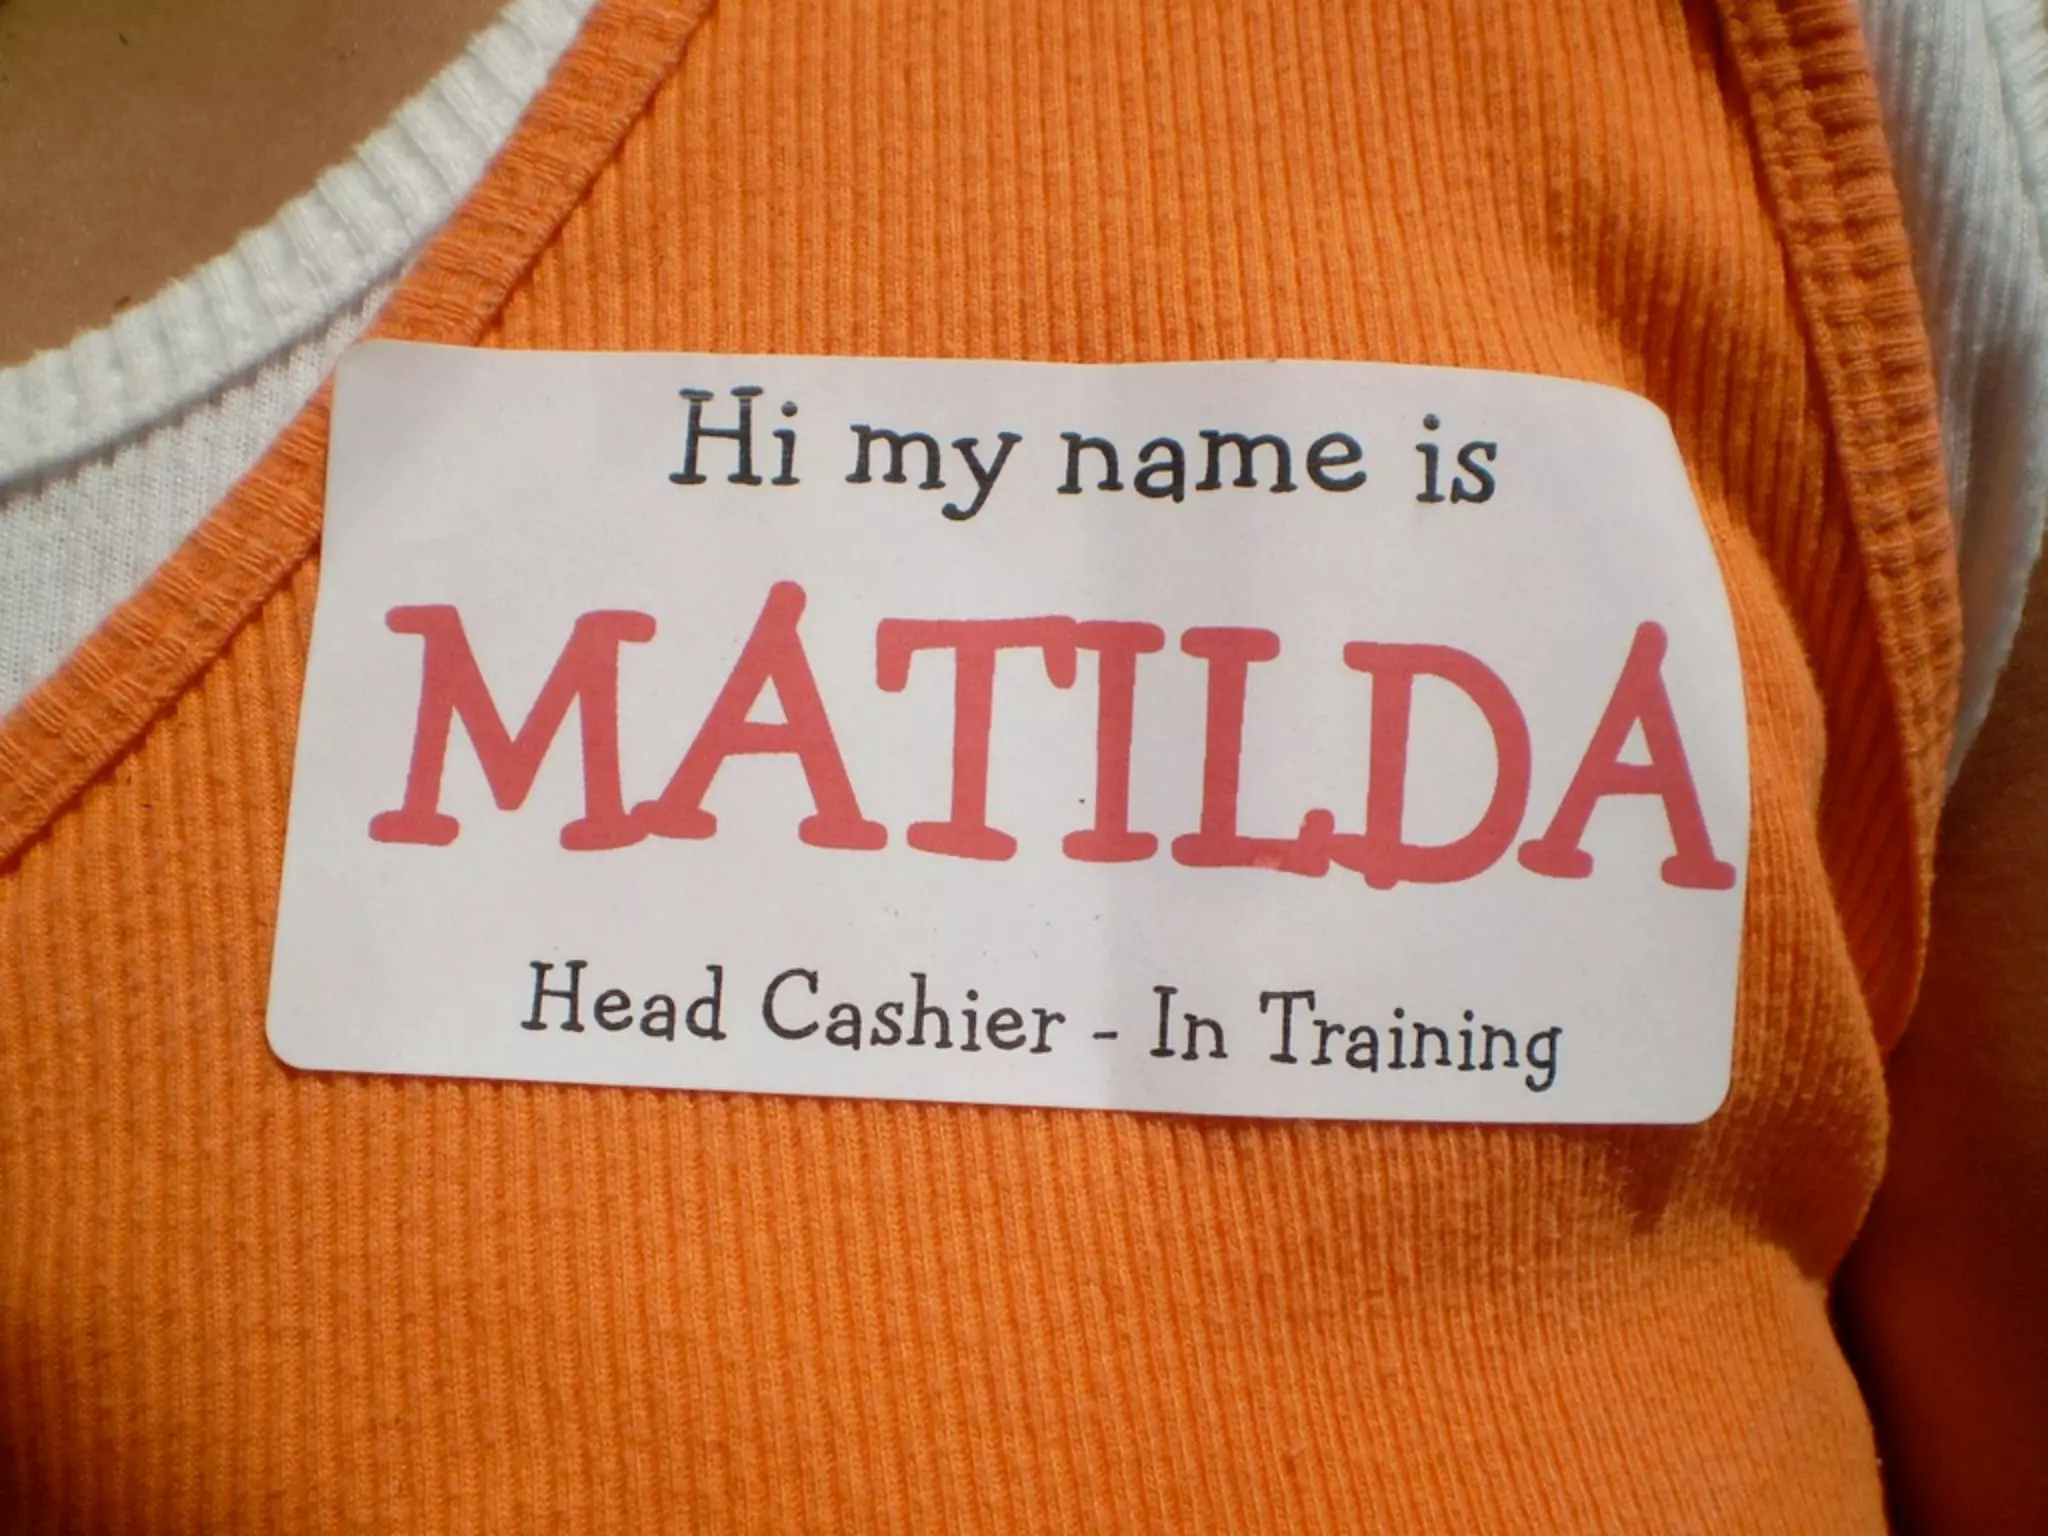 Hi my name is
MATILDA
Head Cashier - In Training